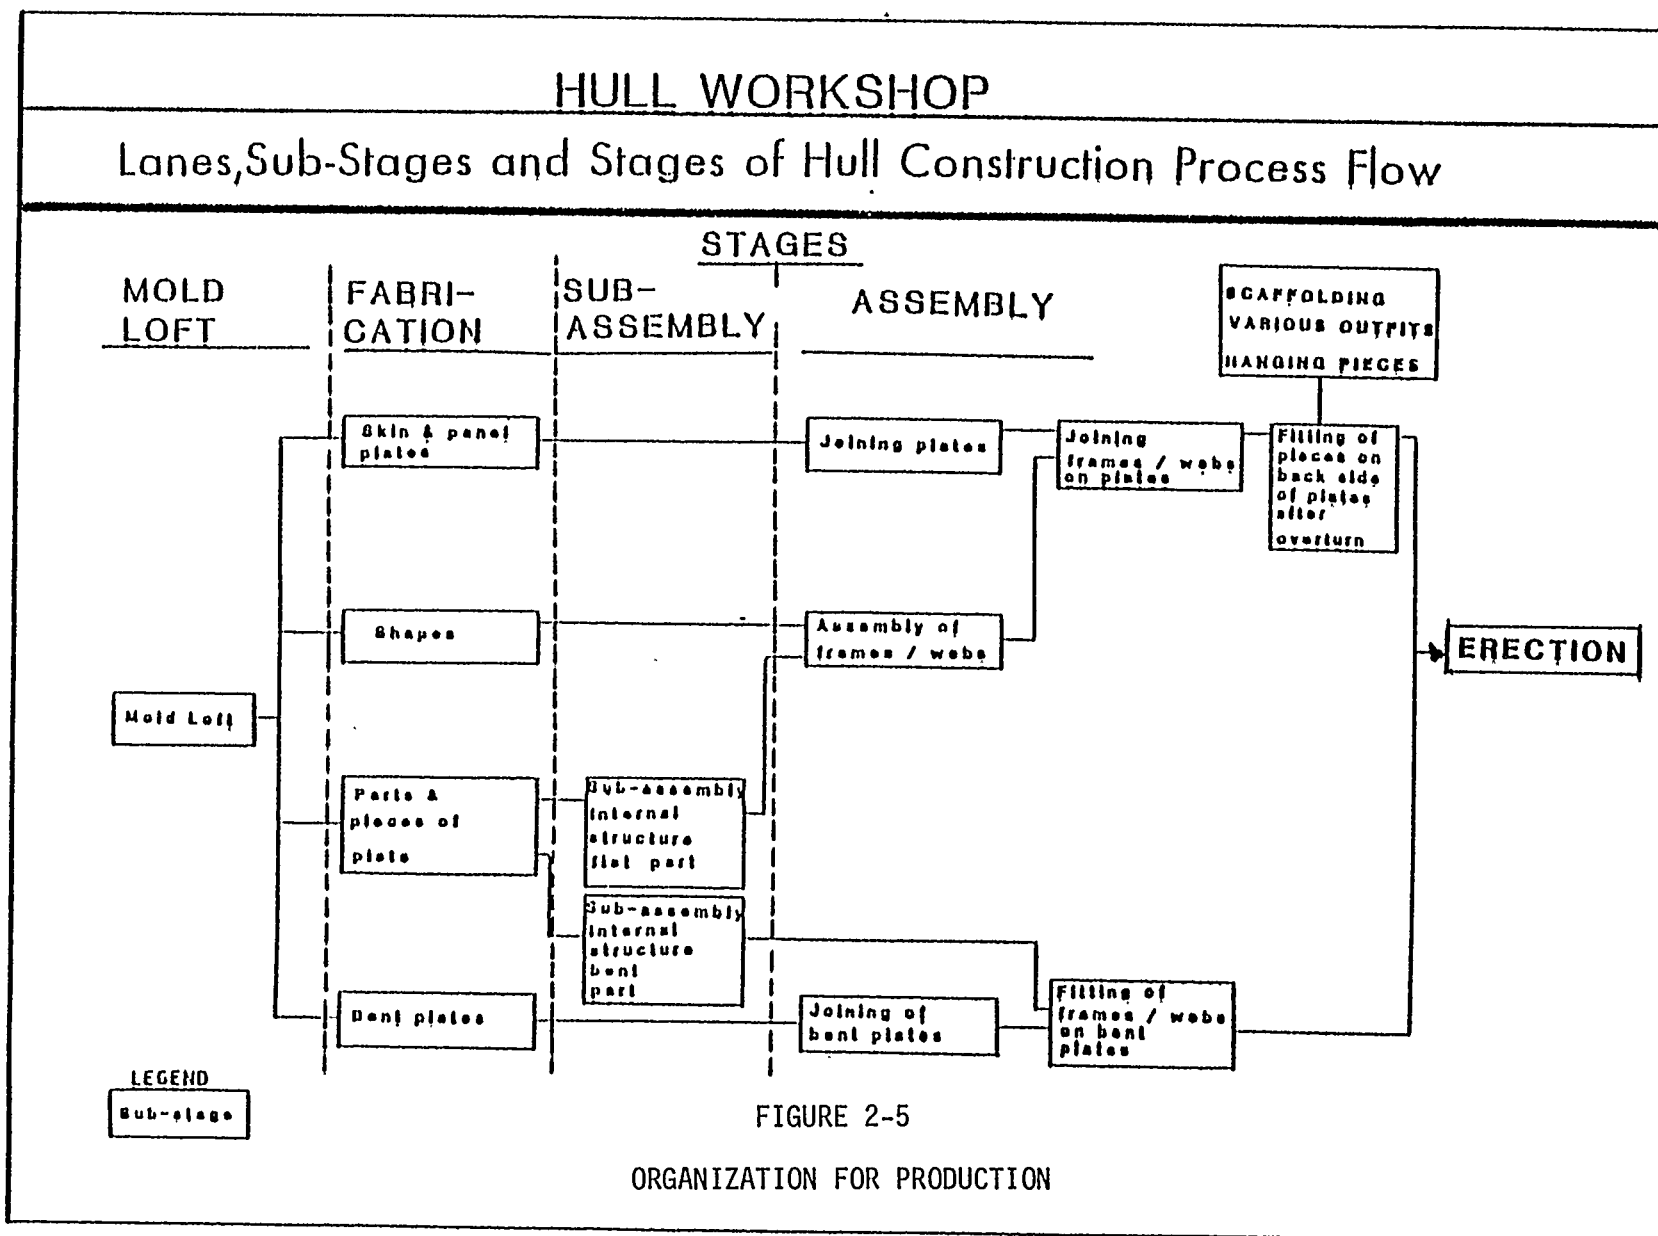 HULL WORKSHOP
Lanes,Sub-Stages and Stages of Hull Construction Process Flow
STAGES
MOLD
LOFT
FABRI-
CATION
SUB-
ASSEMBLY
ASSEMBLY
SCAFFOLDING
VARIOUS OUTFITS
HANGING PIECES
Skin & panel
plates
Joining plates
Joining
frames / webs
on plates
Fitting of
pieces on
back side
of plates
after
overturn
Shapes
Assembly of
frames / webs
ERECTION
Mold Loft
Parts &
pieces of
plate
Sub-assembly
internal
structure
flat part
Sub-assembly
internal
structure
bent
part
Bent plates
Joining of
bent plates
Fitting of
frames / webs
on bent
plates
LEGEND
Sub-stage
FIGURE 2-5
ORGANIZATION FOR PRODUCTION